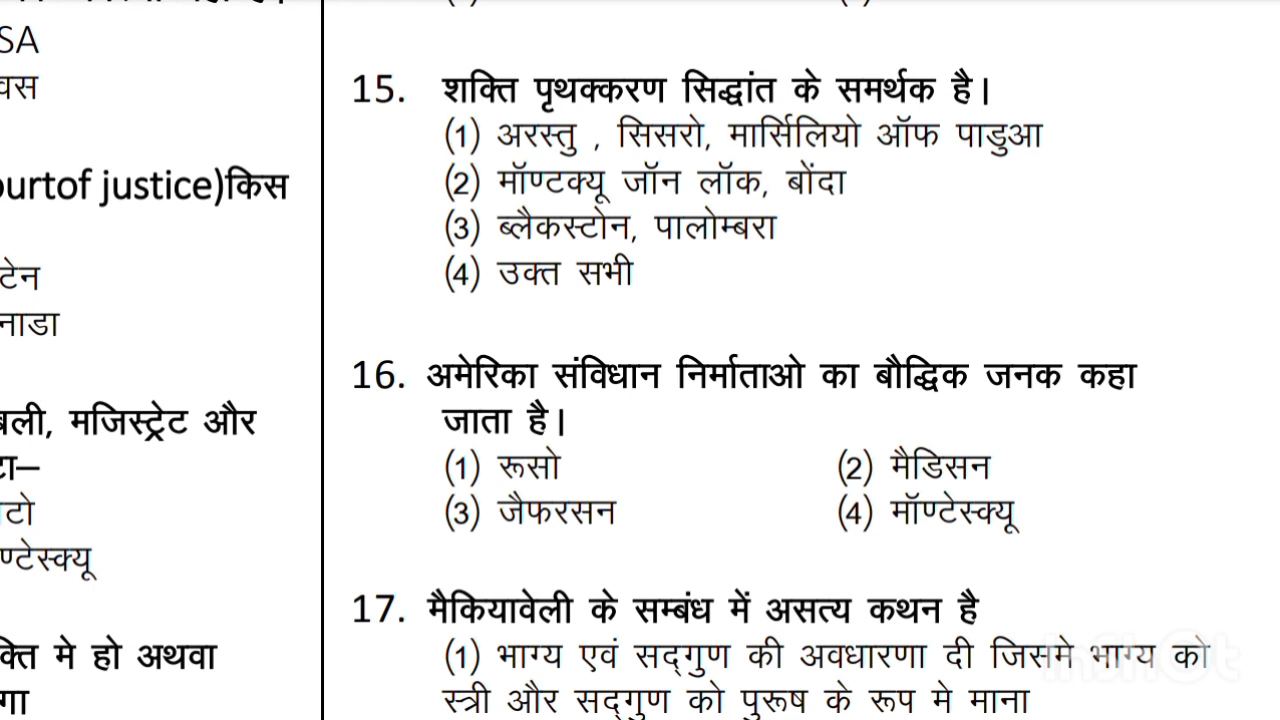 SA
वस
ourtof justice)किस
टेन
नाडा
बली, मजिस्ट्रेट और
टा–
टो
ण्टेस्क्यू
क्ति मे हो अथवा
गा
15. शक्ति पृथक्करण सिद्धांत के समर्थक है।
(1) अरस्तु , सिसरो, मार्सिलियो ऑफ पाडुआ
(2) मॉण्टक्यू जॉन लॉक, बोंदा
(3) ब्लैकस्टोन, पालोम्बरा
(4) उक्त सभी
16. अमेरिका संविधान निर्माताओ का बौद्धिक जनक कहा
जाता है।
(1) रूसो (2) मैडिसन
(3) जैफरसन (4) मॉण्टेस्क्यू
17. मैकियावेली के सम्बंध में असत्य कथन है
(1) भाग्य एवं सद्गुण की अवधारणा दी जिसमे भाग्य को
स्त्री और सद्गुण को पुरूष के रूप मे माना
InShOt